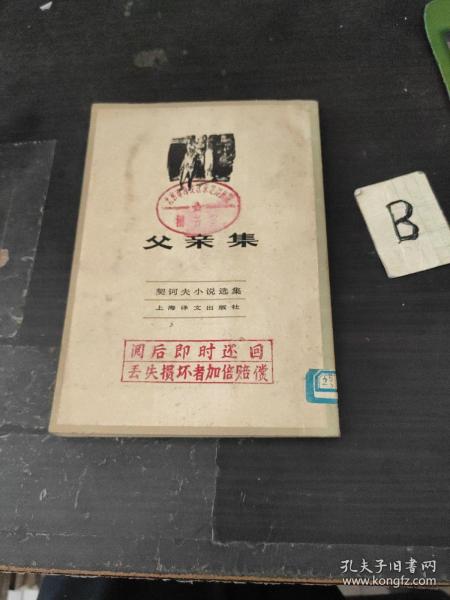 父亲集
契诃夫小说选集
上海译文出版社
阅后即时还回
丢失损坏者加倍赔偿
B
孔夫子旧书网
www.kongfz.com